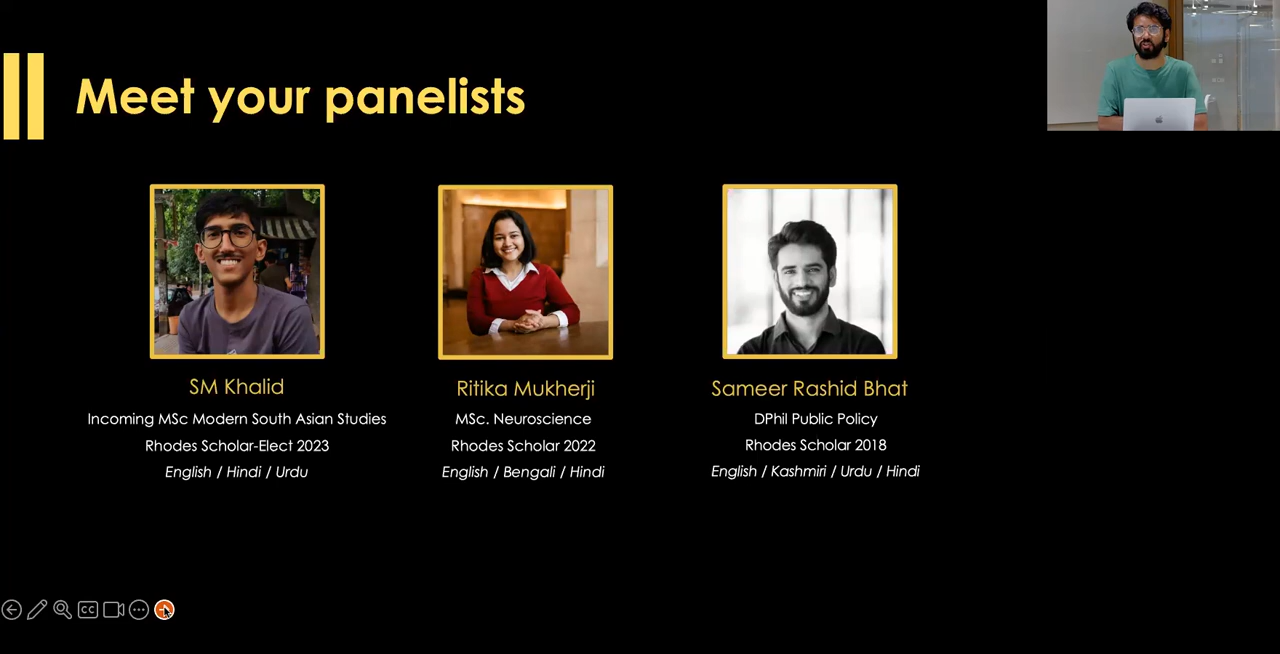 Meet your panelists
SM Khalid
Incoming MSc Modern South Asian Studies
Rhodes Scholar-Elect 2023
English / Hindi / Urdu
Ritika Mukherji
MSc. Neuroscience
Rhodes Scholar 2022
English / Bengali / Hindi
Sameer Rashid Bhat
DPhil Public Policy
Rhodes Scholar 2018
English / Kashmiri / Urdu / Hindi
CC